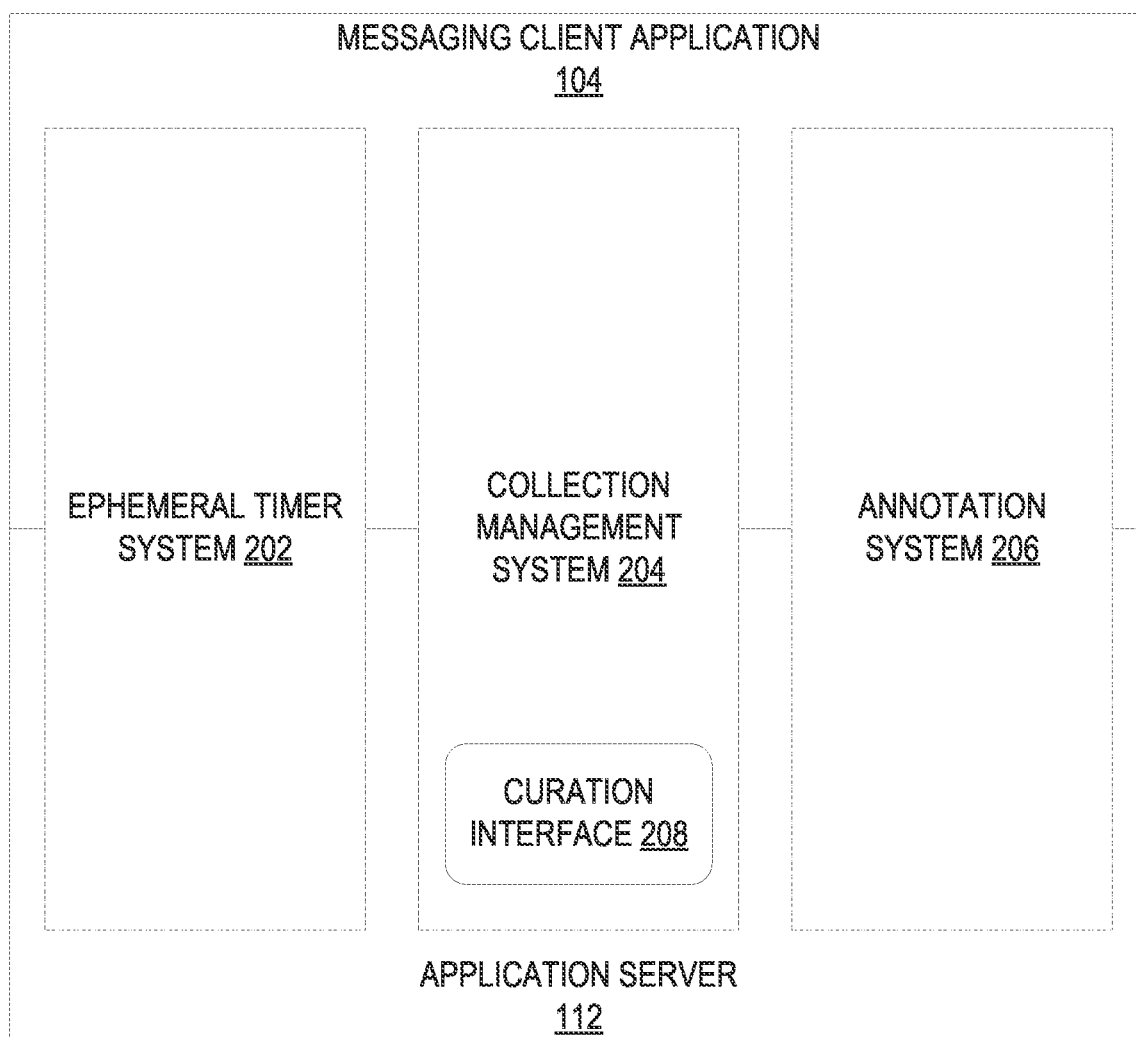 MESSAGING CLIENT APPLICATION
104
EPHEMERAL TIMER
SYSTEM 202
COLLECTION
MANAGEMENT
SYSTEM 204
ANNOTATION
SYSTEM 206
CURATION
INTERFACE 208
APPLICATION SERVER
112